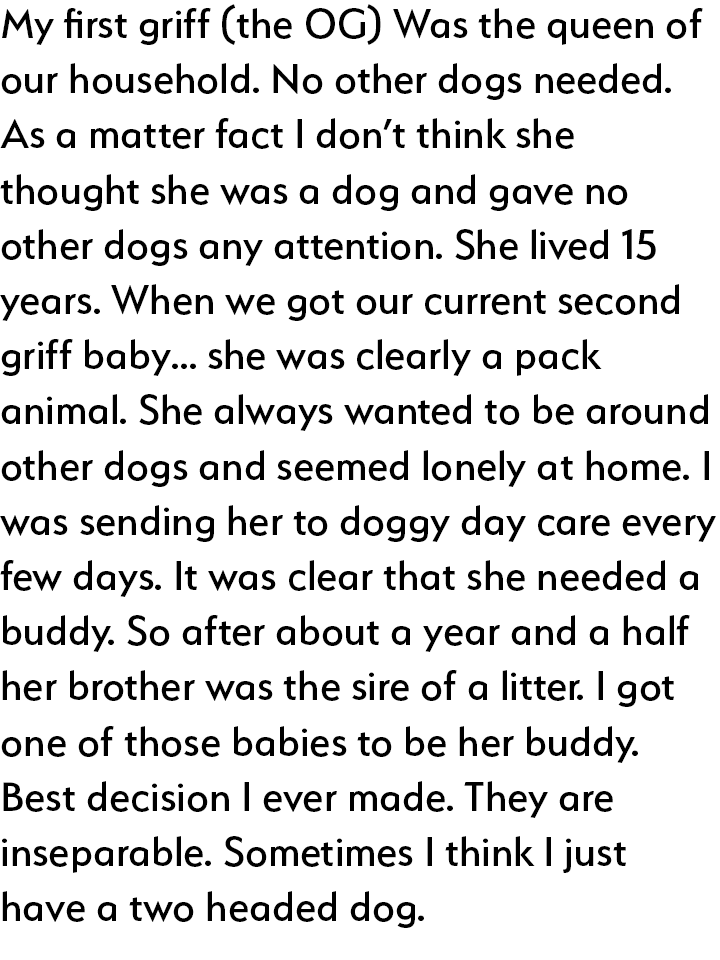 My first griff (the OG) Was the queen of
our household. No other dogs needed.
As a matter fact I don’t think she
thought she was a dog and gave no
other dogs any attention. She lived 15
years. When we got our current second
griff baby... she was clearly a pack
animal. She always wanted to be around
other dogs and seemed lonely at home. I
was sending her to doggy day care every
few days. It was clear that she needed a
buddy. So after about a year and a half
her brother was the sire of a litter. I got
one of those babies to be her buddy.
Best decision I ever made. They are
inseparable. Sometimes I think I just
have a two headed dog.